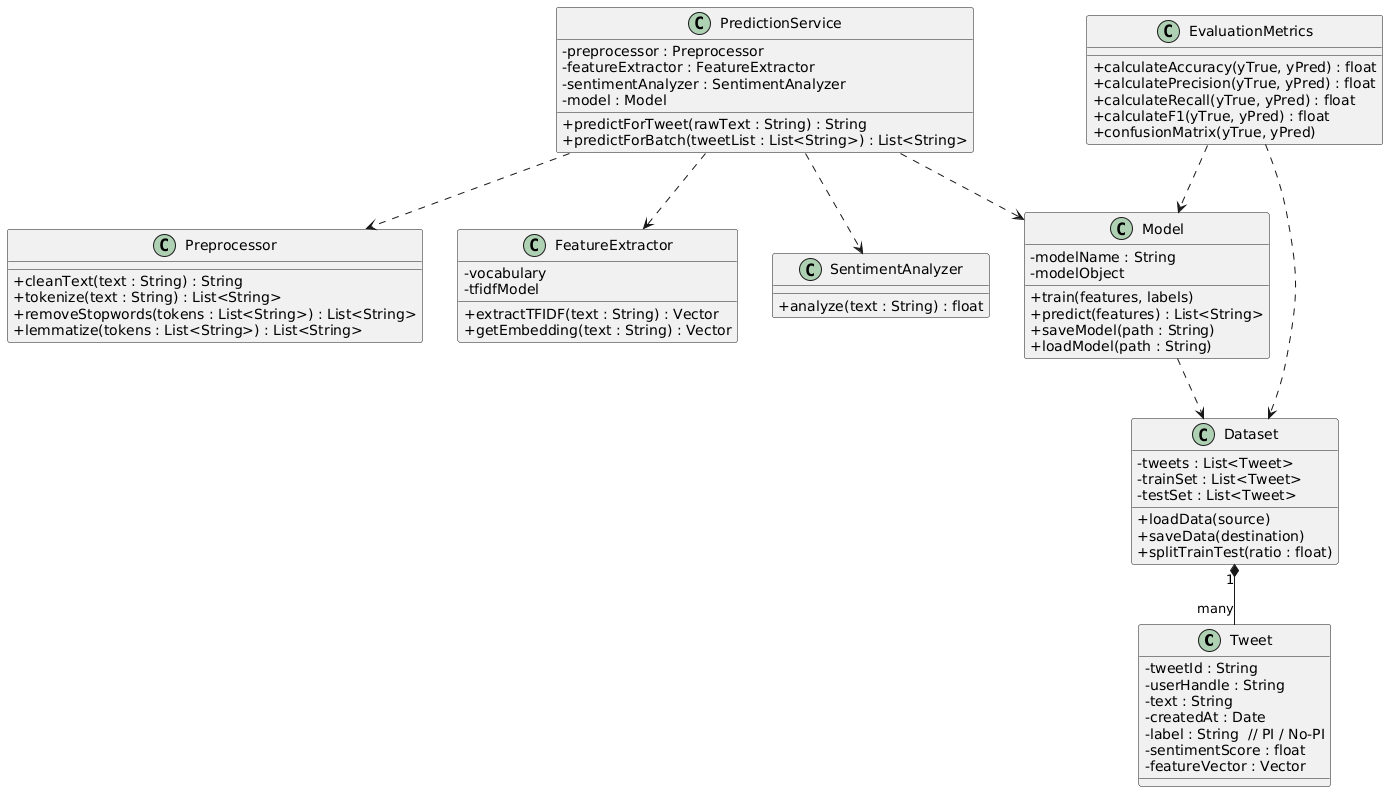 C PredictionService
-preprocessor : Preprocessor
-featureExtractor : FeatureExtractor
-sentimentAnalyzer : SentimentAnalyzer
-model : Model
+predictForTweet(rawText : String) : String
+predictForBatch(tweetList : List<String>) : List<String>
C EvaluationMetrics
+calculateAccuracy(yTrue, yPred) : float
+calculatePrecision(yTrue, yPred) : float
+calculateRecall(yTrue, yPred) : float
+calculateF1(yTrue, yPred) : float
+confusionMatrix(yTrue, yPred)
C Preprocessor
+cleanText(text : String) : String
+tokenize(text : String) : List<String>
+removeStopwords(tokens : List<String>) : List<String>
+lemmatize(tokens : List<String>) : List<String>
C FeatureExtractor
-vocabulary
-tfidfModel
+extractTFIDF(text : String) : Vector
+getEmbedding(text : String) : Vector
C SentimentAnalyzer
+analyze(text : String) : float
C Model
-modelName : String
-modelObject
+train(features, labels)
+predict(features) : List<String>
+saveModel(path : String)
+loadModel(path : String)
C Dataset
-tweets : List<Tweet>
-trainSet : List<Tweet>
-testSet : List<Tweet>
+loadData(source)
+saveData(destination)
+splitTrainTest(ratio : float)
1
many
C Tweet
-tweetId : String
-userHandle : String
-text : String
-createdAt : Date
-label : String  // PI / No-PI
-sentimentScore : float
-featureVector : Vector